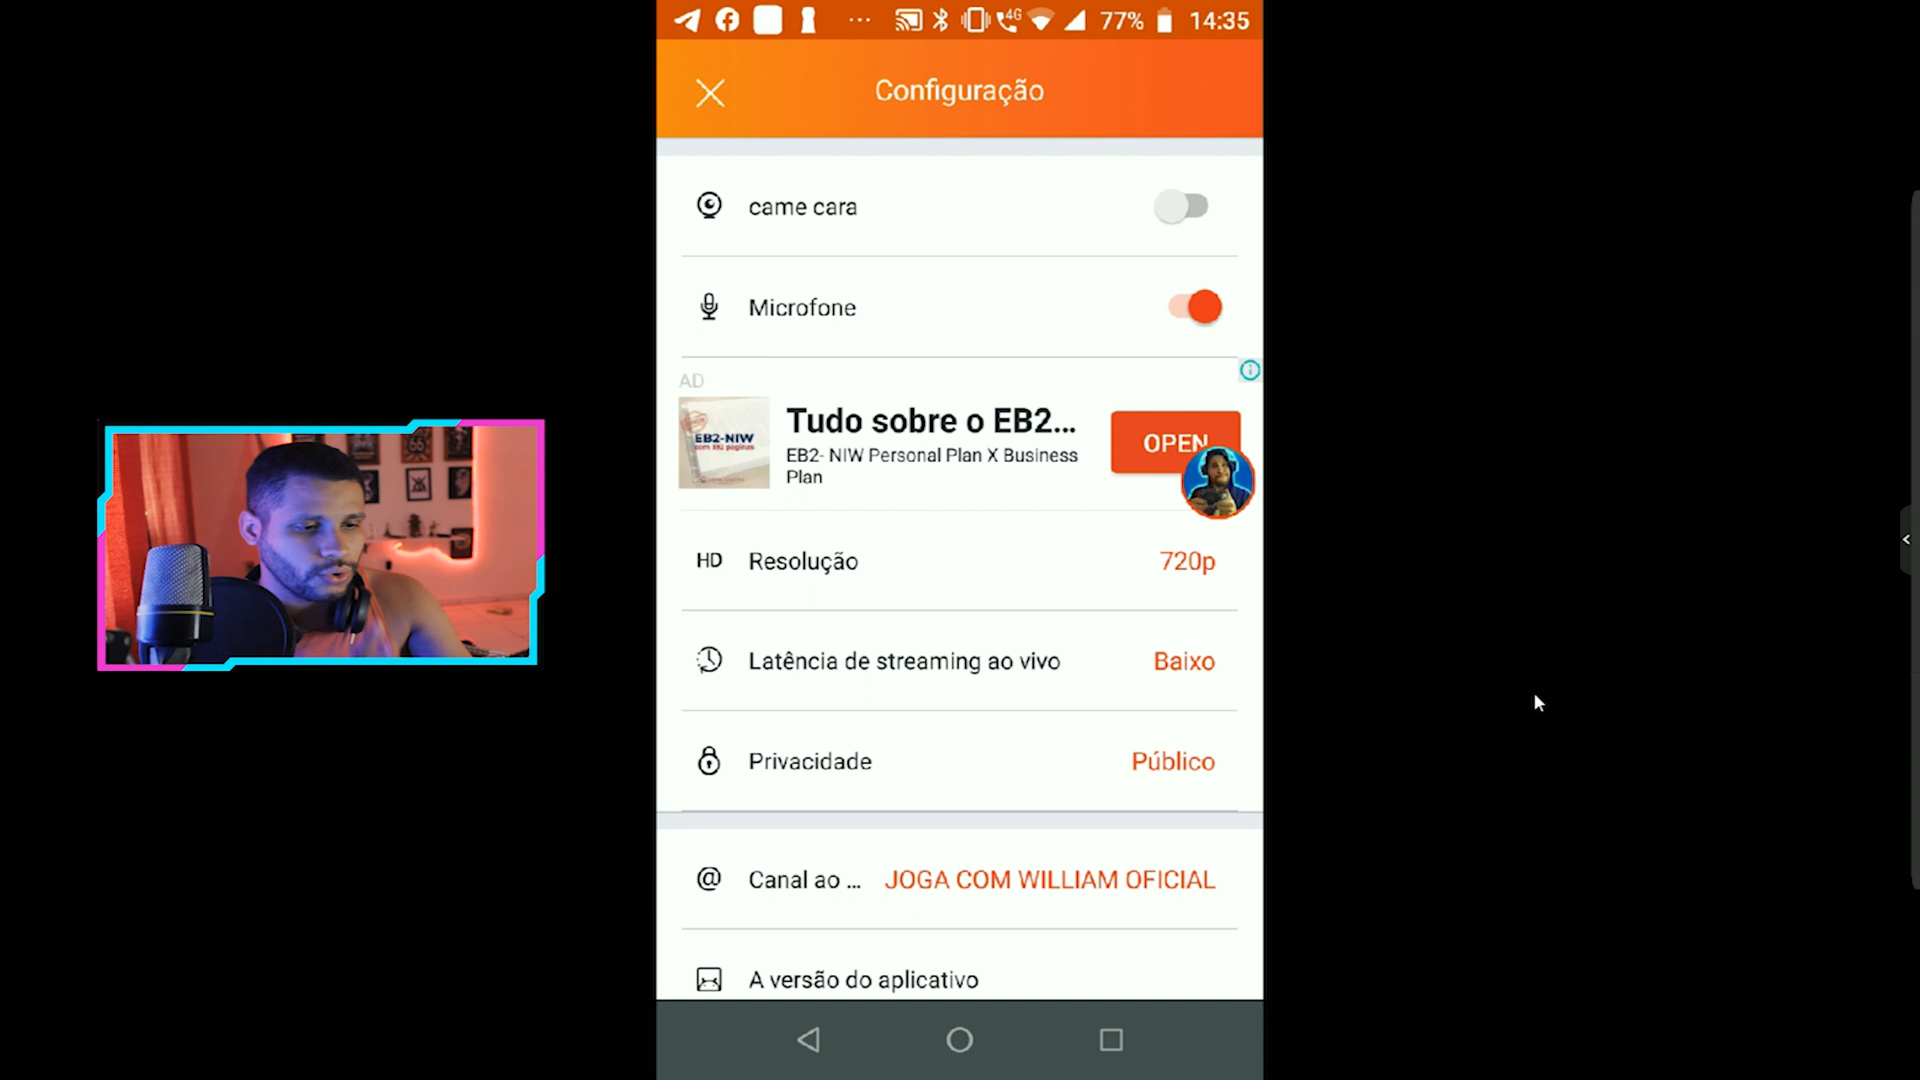 4G 77% 14:35
Configuração
came cara
Microfone
AD
EB2-NIW
Tudo sobre o EB2...
EB2- NIW Personal Plan X Business
Plan
OPEN
HD Resolução 720p
Latência de streaming ao vivo Baixo
Privacidade Público
@ Canal ao ... JOGA COM WILLIAM OFICIAL
A versão do aplicativo